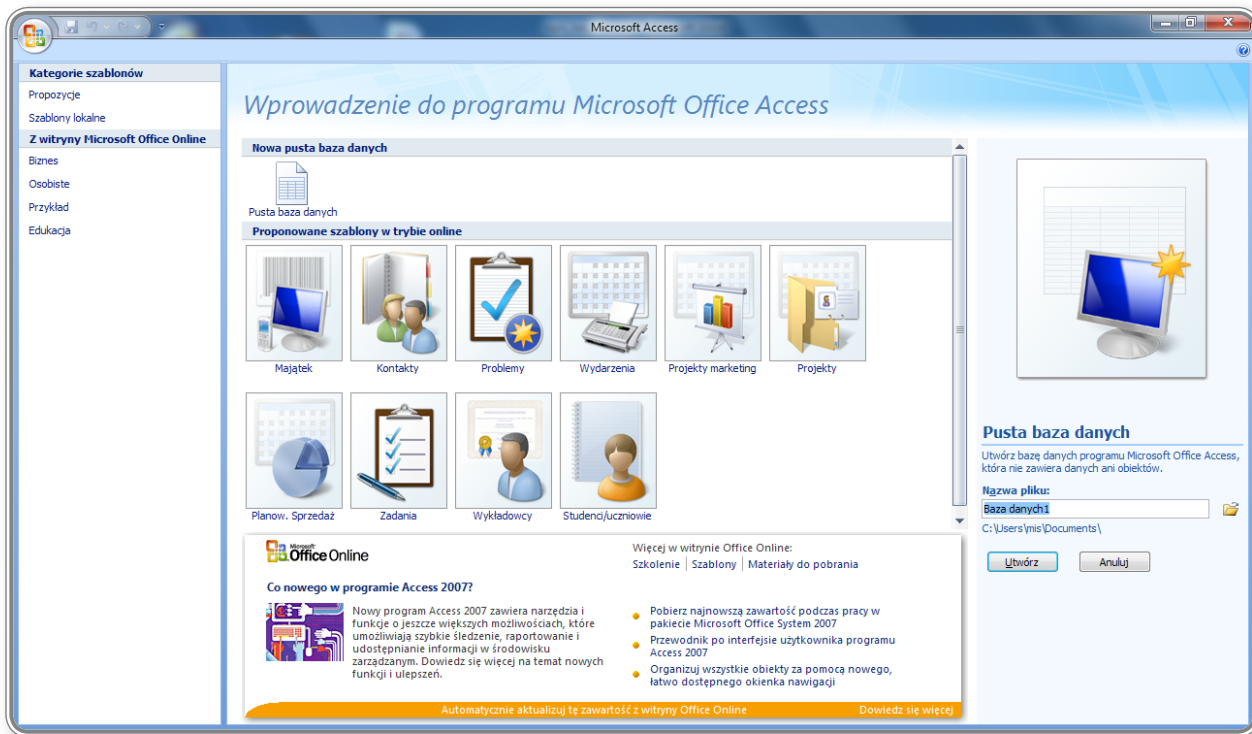 Microsoft Access
Kategorie szablonów
Propozycje
Szablony lokalne
Z witryny Microsoft Office Online
Biznes
Osobiste
Przykład
Edukacja
Wprowadzenie do programu Microsoft Office Access
Nowa pusta baza danych
Pusta baza danych
Proponowane szablony w trybie online
Majątek
Kontakty
Problemy
Wydarzenia
Projekty marketing
Projekty
Planow. Sprzedaż
Zadania
Wykładowcy
Studenci/uczniowie
Microsoft
Office Online
Więcej w witrynie Office Online:
Szkolenie | Szablony | Materiały do pobrania
Co nowego w programie Access 2007?
Nowy program Access 2007 zawiera narzędzia i
funkcje o jeszcze większych możliwościach, które
umożliwiają szybkie śledzenie, raportowanie i
udostępnianie informacji w środowisku
zarządzanym. Dowiedz się więcej na temat nowych
funkcji i ulepszeń.
Pobierz najnowszą zawartość podczas pracy w
pakiecie Microsoft Office System 2007
Przewodnik po interfejsie użytkownika programu
Access 2007
Organizuj wszystkie obiekty za pomocą nowego,
łatwo dostępnego okienka nawigacji
Automatycznie aktualizuj tę zawartość z witryny Office Online
Dowiedz się więcej
Pusta baza danych
Utwórz bazę danych programu Microsoft Office Access,
która nie zawiera danych ani obiektów.
Nazwa pliku:
Baza danych1
C:\Users\mis\Documents\
Utwórz
Anuluj